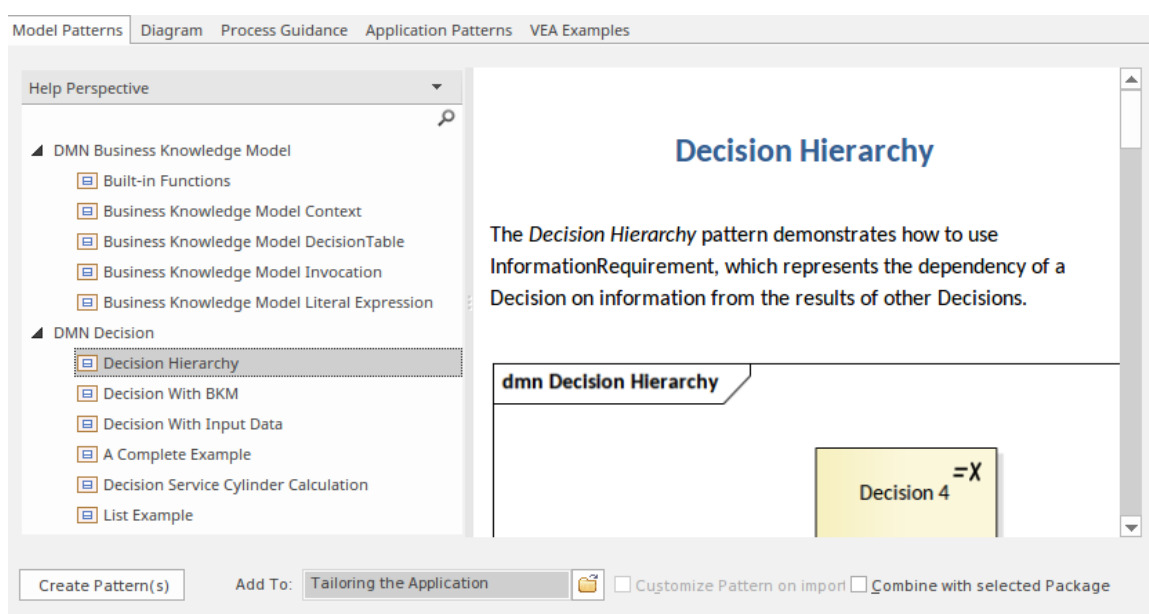 Model Patterns Diagram Process Guidance Application Patterns VEA Examples
Help Perspective
DMN Business Knowledge Model
Built-in Functions
Business Knowledge Model Context
Business Knowledge Model DecisionTable
Business Knowledge Model Invocation
Business Knowledge Model Literal Expression
DMN Decision
Decision Hierarchy
Decision With BKM
Decision With Input Data
A Complete Example
Decision Service Cylinder Calculation
List Example
Decision Hierarchy
The Decision Hierarchy pattern demonstrates how to use
InformationRequirement, which represents the dependency of a
Decision on information from the results of other Decisions.
dmn Decision Hierarchy
=X
Decision 4
Create Pattern(s) Add To: Tailoring the Application Customize Pattern on import Combine with selected Package